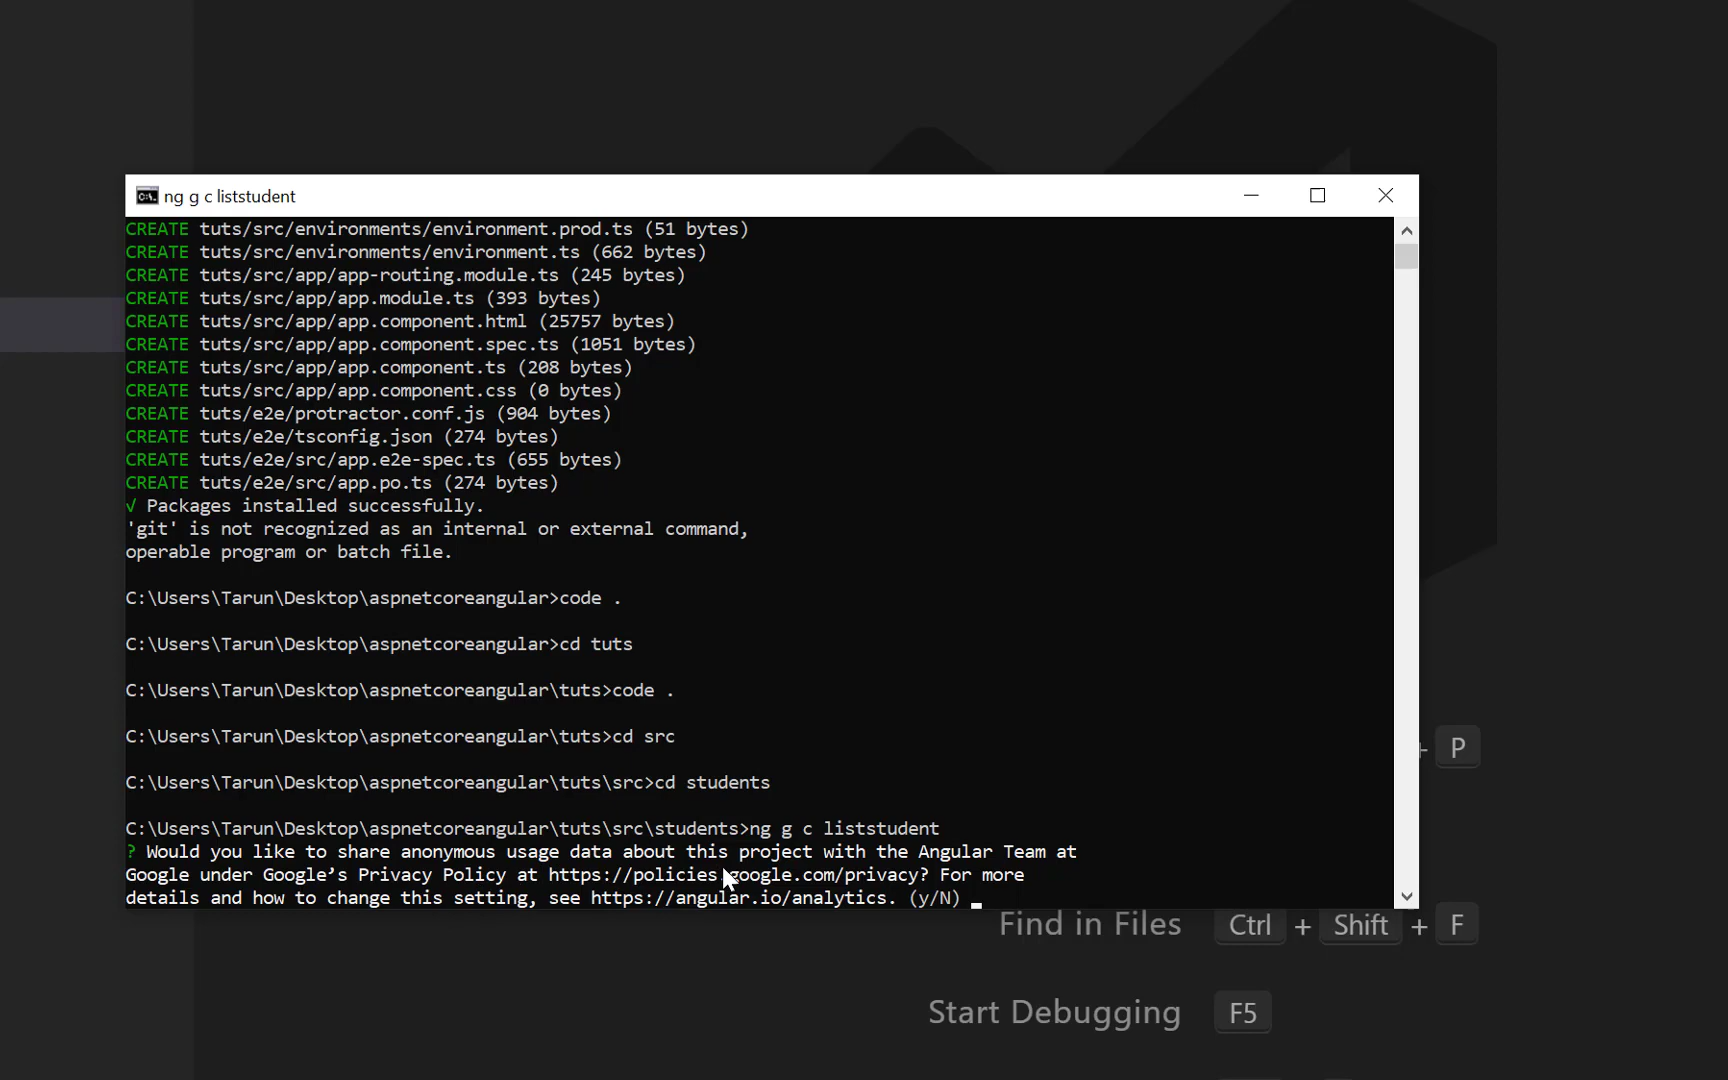 ng g c liststudent
CREATE tuts/src/environments/environment.prod.ts (51 bytes)
CREATE tuts/src/environments/environment.ts (662 bytes)
CREATE tuts/src/app/app-routing.module.ts (245 bytes)
CREATE tuts/src/app/app.module.ts (393 bytes)
CREATE tuts/src/app/app.component.html (25757 bytes)
CREATE tuts/src/app/app.component.spec.ts (1051 bytes)
CREATE tuts/src/app/app.component.ts (208 bytes)
CREATE tuts/src/app/app.component.css (0 bytes)
CREATE tuts/e2e/protractor.conf.js (904 bytes)
CREATE tuts/e2e/tsconfig.json (274 bytes)
CREATE tuts/e2e/src/app.e2e-spec.ts (655 bytes)
CREATE tuts/e2e/src/app.po.ts (274 bytes)
√ Packages installed successfully.
'git' is not recognized as an internal or external command,
operable program or batch file.
C:\Users\Tarun\Desktop\aspnetcoreangular>code .
C:\Users\Tarun\Desktop\aspnetcoreangular>cd tuts
C:\Users\Tarun\Desktop\aspnetcoreangular\tuts>code .
C:\Users\Tarun\Desktop\aspnetcoreangular\tuts>cd src
C:\Users\Tarun\Desktop\aspnetcoreangular\tuts\src>cd students
C:\Users\Tarun\Desktop\aspnetcoreangular\tuts\src\students>ng g c liststudent
? Would you like to share anonymous usage data about this project with the Angular Team at
Google under Google’s Privacy Policy at https://policies.google.com/privacy? For more
details and how to change this setting, see https://angular.io/analytics. (y/N)
+ P
Find in Files Ctrl + Shift + F
Start Debugging F5